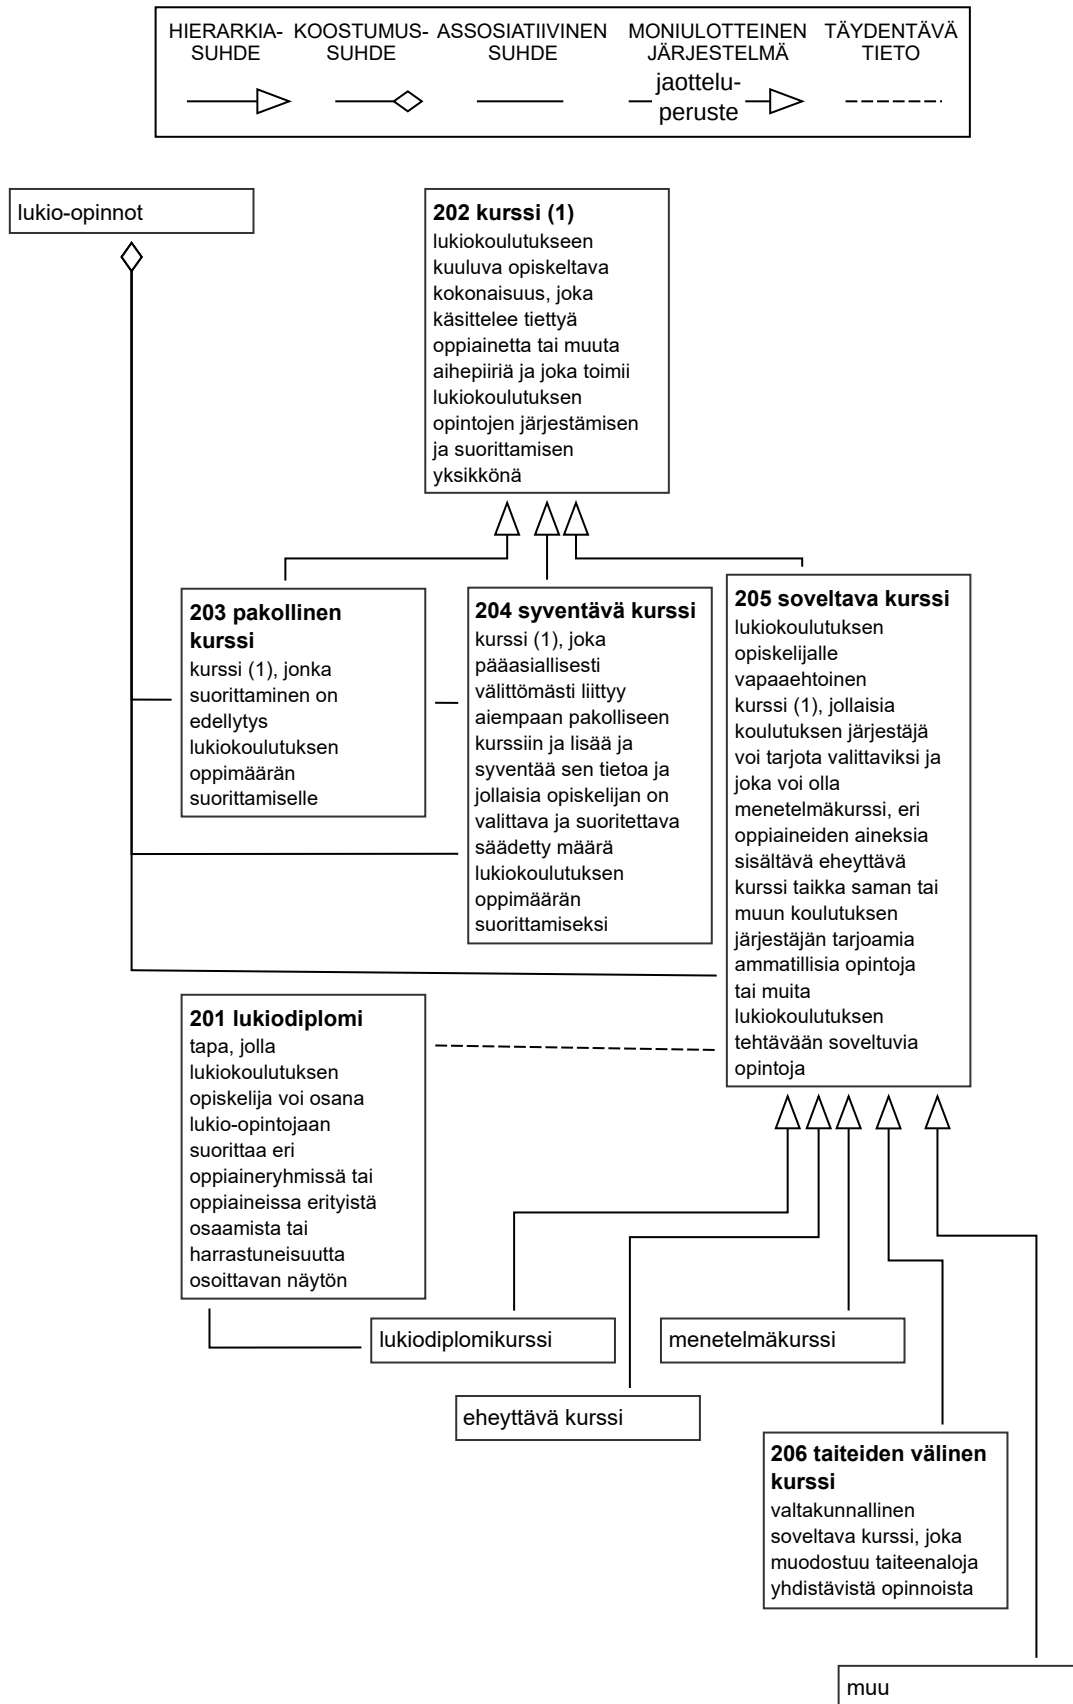 HIERARKIA-
SUHDE
KOOSTUMUS-
SUHDE
ASSOSIATIIVINEN
SUHDE
MONIULOTTEINEN
JÄRJESTELMÄ
TÄYDENTÄVÄ
TIETO
jaottelu-
peruste
lukio-opinnot
202 kurssi (1)
lukiokoulutukseen
kuuluva opiskeltava
kokonaisuus, joka
käsittelee tiettyä
oppiainetta tai muuta
aihepiiriä ja joka toimii
lukiokoulutuksen
opintojen järjestämisen
ja suorittamisen
yksikkönä
203 pakollinen
kurssi
kurssi (1), jonka
suorittaminen on
edellytys
lukiokoulutuksen
oppimäärän
suorittamiselle
204 syventävä kurssi
kurssi (1), joka
pääasiallisesti
välittömästi liittyy
aiempaan pakolliseen
kurssiin ja lisää ja
syventää sen tietoa ja
jollaisia opiskelijan on
valittava ja suoritettava
säädetty määrä
lukiokoulutuksen
oppimäärän
suorittamiseksi
205 soveltava kurssi
lukiokoulutuksen
opiskelijalle
vapaaehtoinen
kurssi (1), jollaisia
koulutuksen järjestäjä
voi tarjota valittaviksi ja
joka voi olla
menetelmäkurssi, eri
oppiaineiden aineksia
sisältävä eheyttävä
kurssi taikka saman tai
muun koulutuksen
järjestäjän tarjoamia
ammatillisia opintoja
tai muita
lukiokoulutuksen
tehtävään soveltuvia
opintoja
201 lukiodiplomi
tapa, jolla
lukiokoulutuksen
opiskelija voi osana
lukio-opintojaan
suorittaa eri
oppiaineryhmissä tai
oppiaineissa erityistä
osaamista tai
harrastuneisuutta
osoittavan näytön
lukiodiplomikurssi
menetelmäkurssi
eheyttävä kurssi
206 taiteiden välinen
kurssi
valtakunnallinen
soveltava kurssi, joka
muodostuu taiteenaloja
yhdistävistä opinnoista
muu